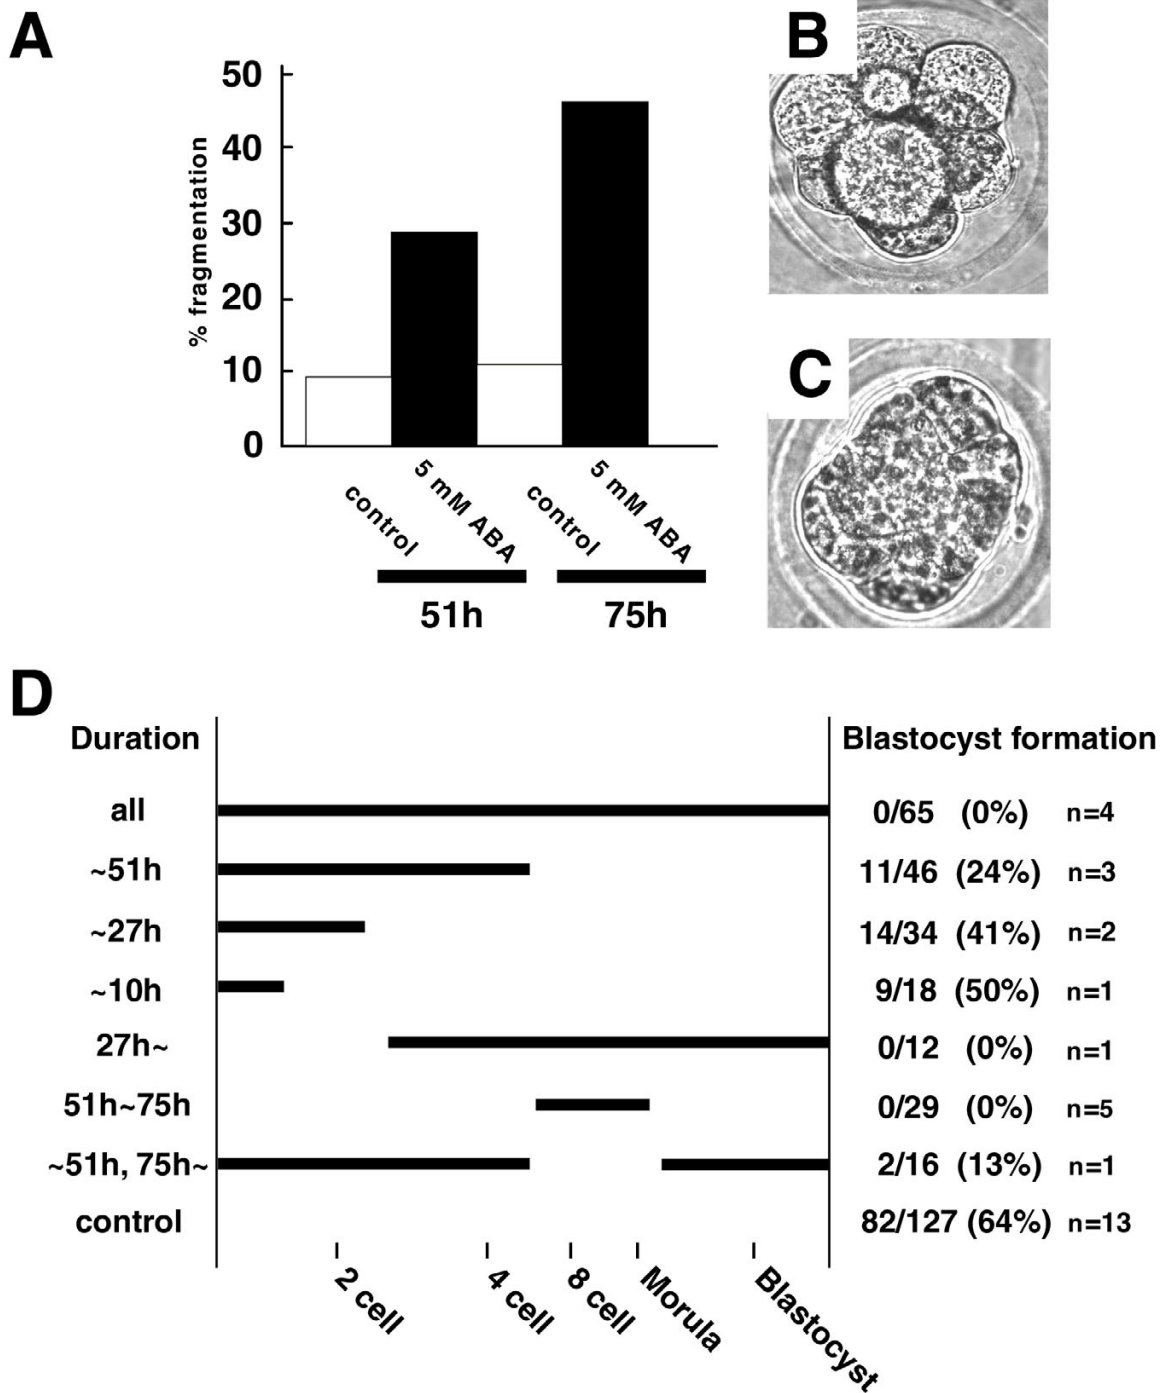 A
50
40
30
20
10
0
% fragmentation
control
5 mM ABA
control
5 mM ABA
51h
75h
B
C
D
Duration
Blastocyst formation
all
0/65 (0%) n=4
~51h
11/46 (24%) n=3
~27h
14/34 (41%) n=2
~10h
9/18 (50%) n=1
27h~
0/12 (0%) n=1
51h~75h
0/29 (0%) n=5
~51h, 75h~
2/16 (13%) n=1
control
82/127 (64%) n=13
2 cell
4 cell
8 cell
Morula
Blastocyst